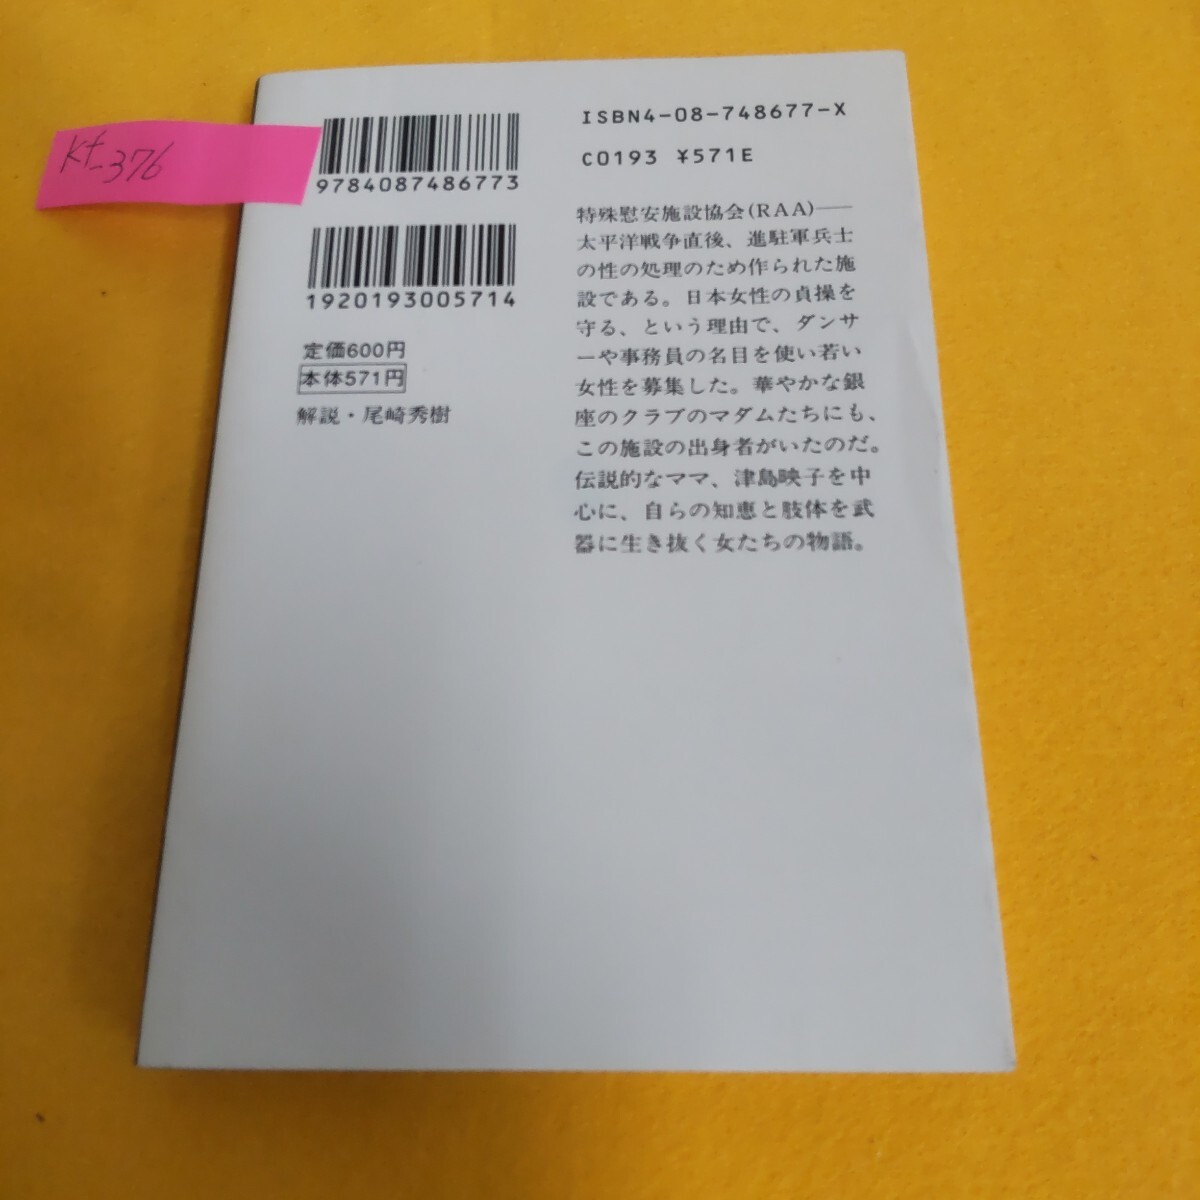 kt-376
9784087486773
1920193005714
定価600円
本体571円
解説・尾崎秀樹
ISBN4-08-748677-X
C0193 ¥571E
特殊慰安施設協会(RAA)――
太平洋戦争直後、進駐軍兵士
の性の処理のため作られた施
設である。日本女性の貞操を
守る、という理由で、ダンサ
ーや事務員の名目を使い若い
女性を募集した。華やかな銀
座のクラブのマダムたちにも、
この施設の出身者がいたのだ。
伝説的なママ、津島映子を中
心に、自らの知恵と肢体を武
器に生き抜く女たちの物語。